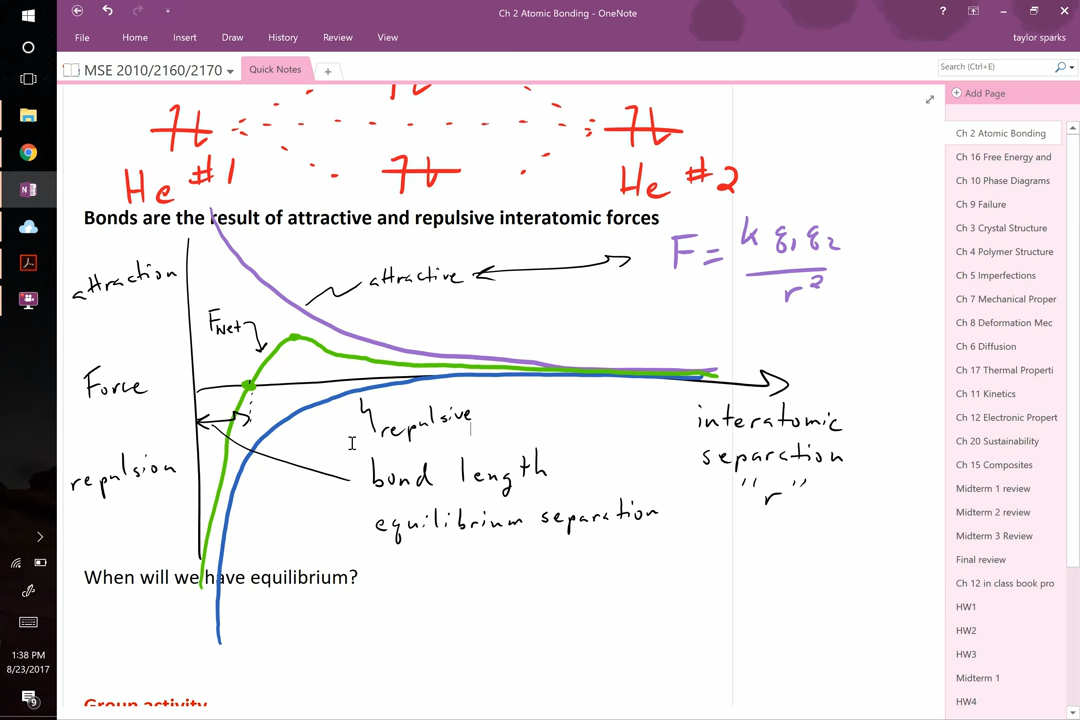 Ch 2 Atomic Bonding - OneNote
? 
File Home Insert Draw History Review View
taylor sparks
MSE 2010/2160/2170
Quick Notes
+
Search (Ctrl+E)
Add Page
Ch 2 Atomic Bonding
Ch 16 Free Energy and
Ch 10 Phase Diagrams
Ch 9 Failure
Ch 3 Crystal Structure
Ch 4 Polymer Structure
Ch 5 Imperfections
Ch 7 Mechanical Proper
Ch 8 Deformation Mec
Ch 6 Diffusion
Ch 17 Thermal Properti
Ch 11 Kinetics
Ch 12 Electronic Propert
Ch 20 Sustainability
Ch 15 Composites
Midterm 1 review
Midterm 2 review
Midterm 3 Review
Final review
Ch 12 in class book pro
HW1
HW2
HW3
Midterm 1
HW4
He #1
He #2
Bonds are the result of attractive and repulsive interatomic forces
F = k q1 q2 / r²
attraction
attractive
FNet
Force
repulsive
interatomic
separation
"r"
repulsion
bond length
equilibrium separation
When will we have equilibrium?
Group activity
1:38 PM
8/23/2017
9